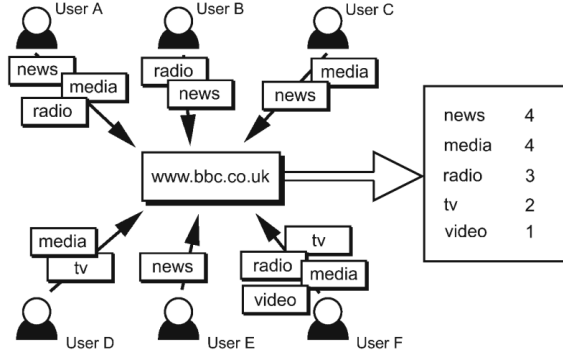 User A
User B
User C
news
media
radio
radio
news
media
news
www.bbc.co.uk
news 4
media 4
radio 3
tv 2
video 1
media
tv
news
tv
radio
media
video
User D
User E
User F